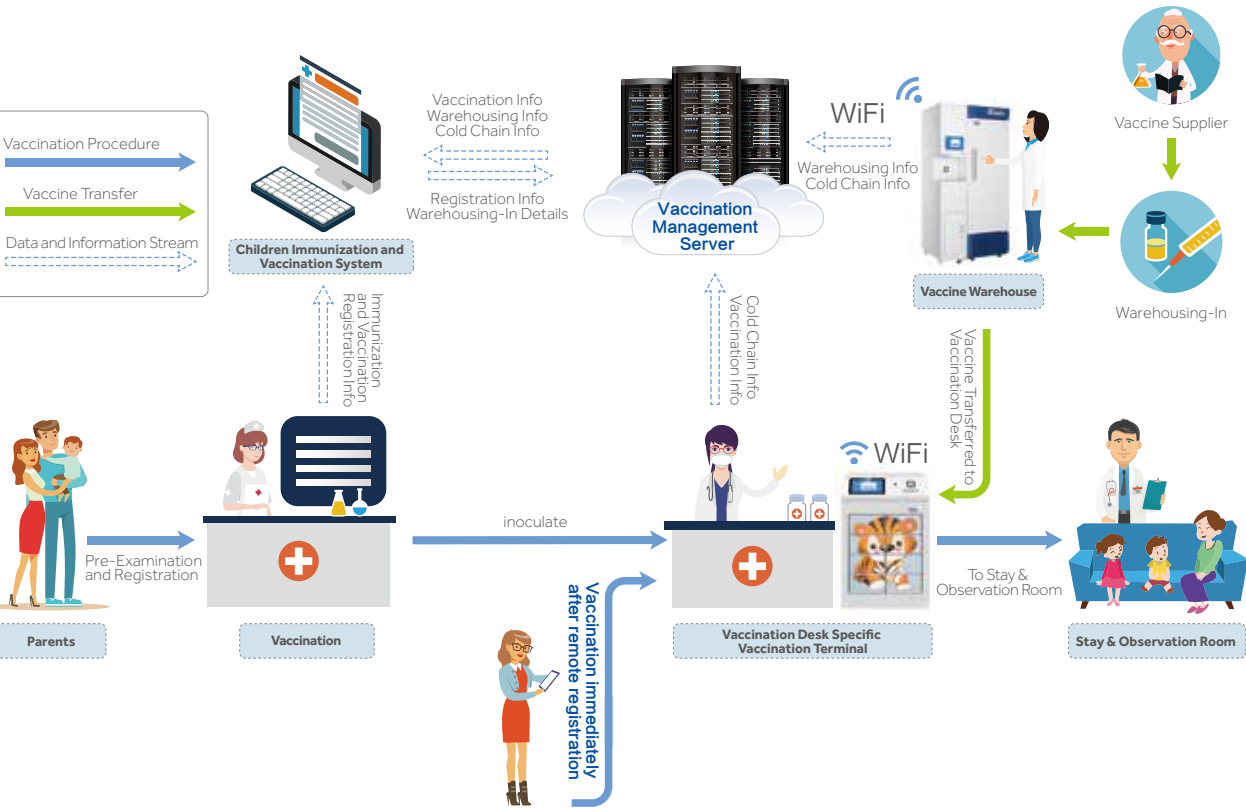 Vaccination Procedure
Vaccine Transfer
Data and Information Stream
Children Immunization and
Vaccination System
Vaccination Info
Warehousing Info
Cold Chain Info
Registration Info
Warehousing-In Details
Vaccination
Management
Server
WiFi
Warehousing Info
Cold Chain Info
Vaccine Warehouse
Vaccine Supplier
Warehousing-In
Immunization
and Vaccination
Registration Info
Cold Chain Info
Vaccination Info
Vaccine Transferred to
Vaccination Desk
WiFi
Pre-Examination
and Registration
inoculate
To Stay &
Observation Room
Parents
Vaccination
Vaccination Desk Specific
Vaccination Terminal
Stay & Observation Room
Vaccination immediately
after remote registration